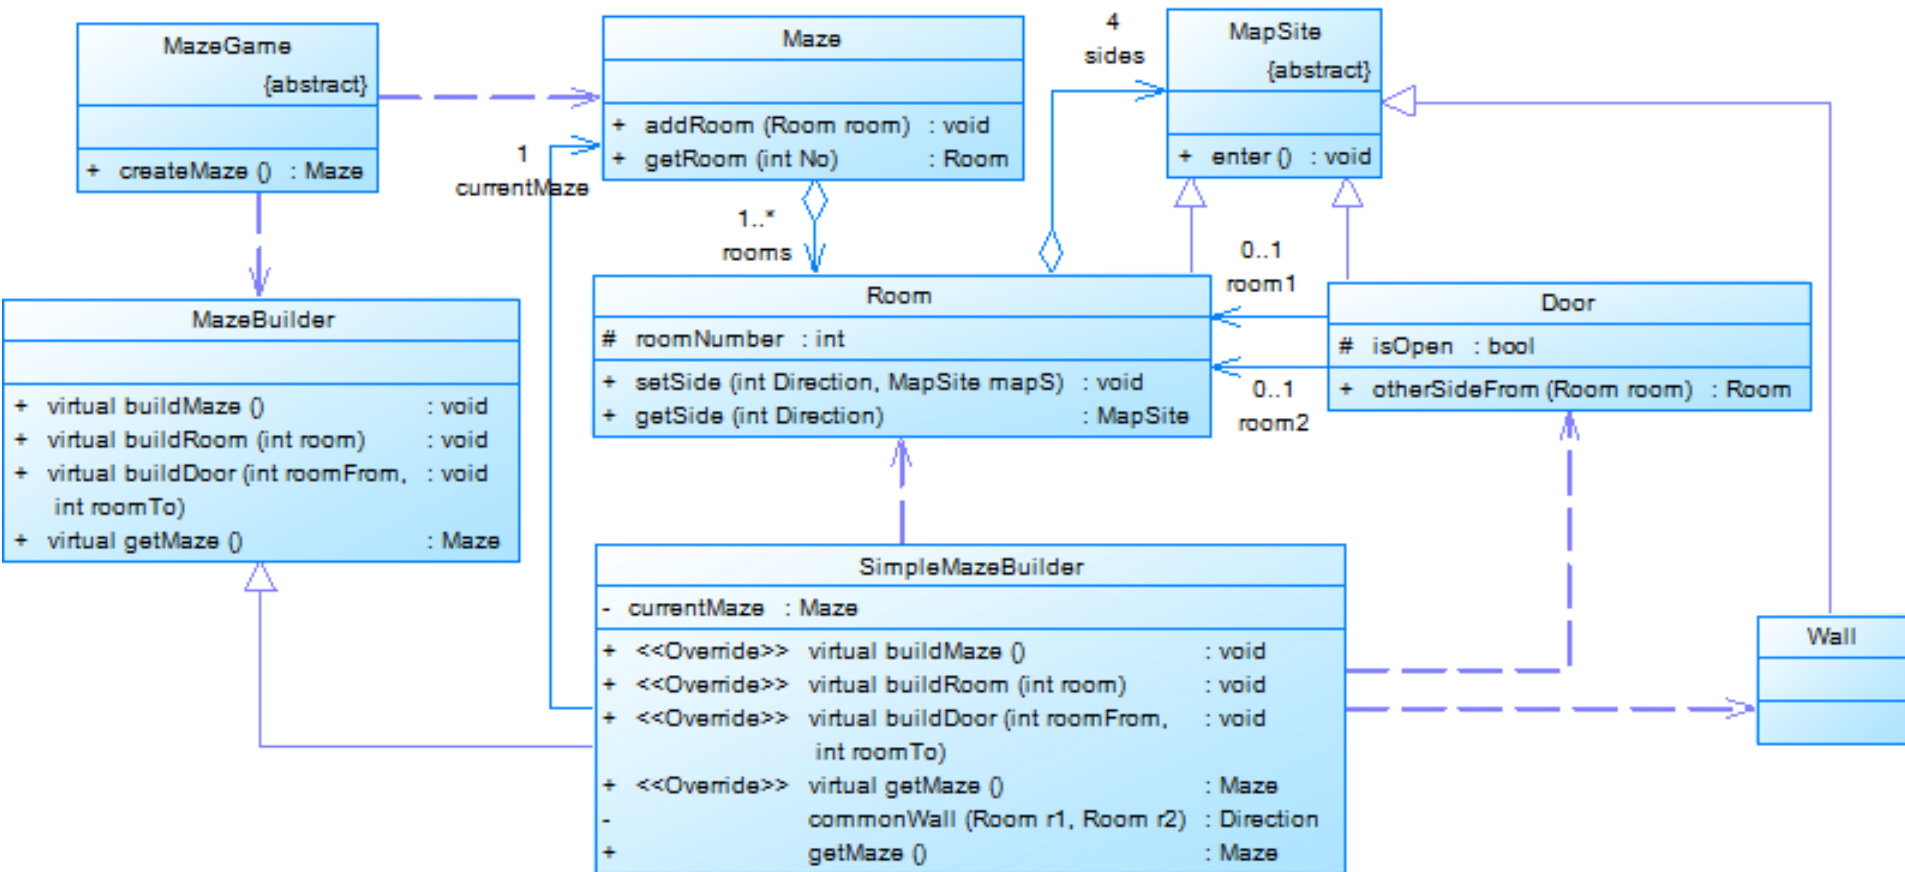 MazeGame
{abstract}
+ createMaze () : Maze
Maze
+ addRoom (Room room) : void
+ getRoom (int No) : Room
4
sides
MapSite
{abstract}
+ enter () : void
1
currentMaze
1..*
rooms
0..1
room1
0..1
room2
MazeBuilder
+ virtual buildMaze () : void
+ virtual buildRoom (int room) : void
+ virtual buildDoor (int roomFrom, : void
int roomTo)
+ virtual getMaze () : Maze
Room
# roomNumber : int
+ setSide (int Direction, MapSite mapS) : void
+ getSide (int Direction) : MapSite
Door
# isOpen : bool
+ otherSideFrom (Room room) : Room
SimpleMazeBuilder
- currentMaze : Maze
+ <<Override>> virtual buildMaze () : void
+ <<Override>> virtual buildRoom (int room) : void
+ <<Override>> virtual buildDoor (int roomFrom, : void
int roomTo)
+ <<Override>> virtual getMaze () : Maze
- commonWall (Room r1, Room r2) : Direction
+ getMaze () : Maze
Wall